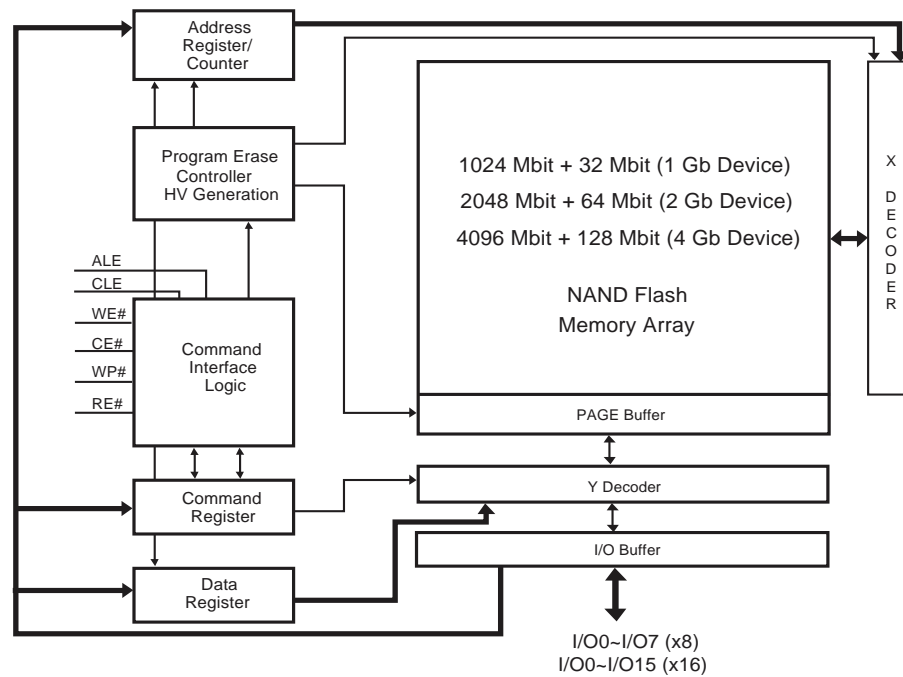 Address
Register/
Counter
Program Erase
Controller
HV Generation
ALE
CLE
WE#
CE#
WP#
RE#
Command
Interface
Logic
Command
Register
Data
Register
1024 Mbit + 32 Mbit (1 Gb Device)
2048 Mbit + 64 Mbit (2 Gb Device)
4096 Mbit + 128 Mbit (4 Gb Device)
NAND Flash
Memory Array
PAGE Buffer
Y Decoder
I/O Buffer
I/O0~I/O7 (x8)
I/O0~I/O15 (x16)
X
DECODER